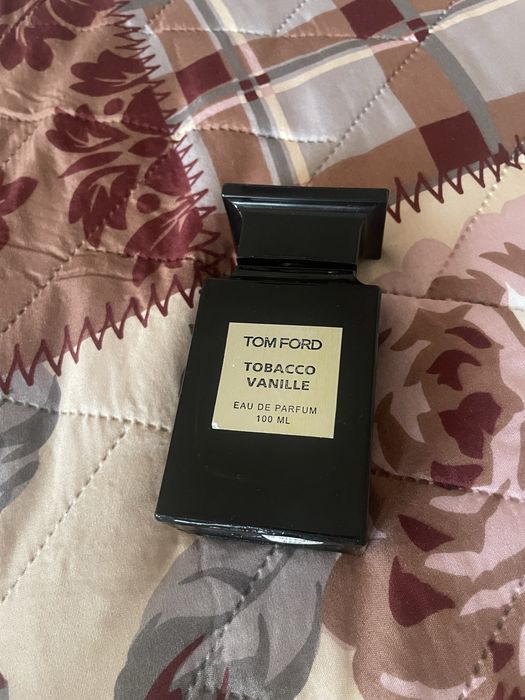 TOM FORD
TOBACCO
VANILLE
EAU DE PARFUM
100 ML